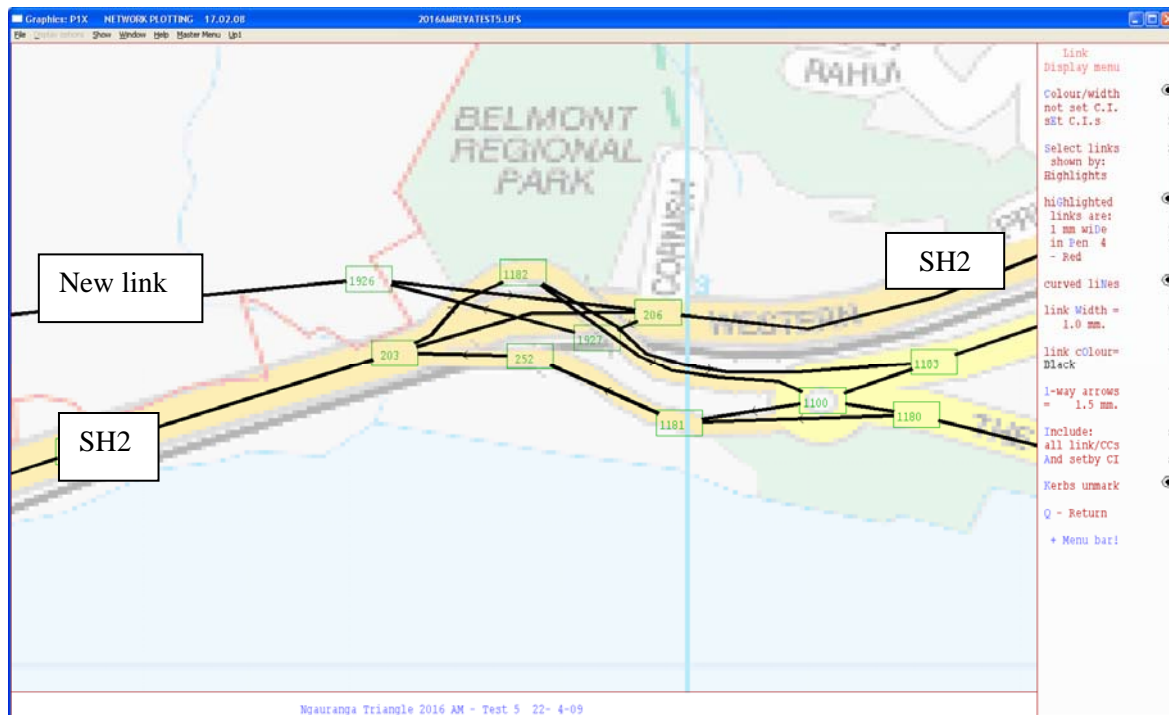 Graphics: P1X NETWORK PLOTTING 17.02.08 2016AMREVATEST5.UFS
File Display options Show Window Help Master Menu Up1
Link
Display menu
Colour/width
not set C.I.
sEt C.I.s
Select links
shown by:
Highlights
hiGhlighted
links are:
1 mm wiDe
in Pen 4
- Red
curved liNes
link Width =
1.0 mm.
link cOlour=
Black
1-way arrows
= 1.5 mm.
Include:
all link/CCs
And setby CI
Kerbs unmark
Q - Return
+ Menu bar!
BELMONT
REGIONAL
PARK
CORNISH
WESTERN
THE
New link
SH2
SH2
1926
1182
206
1927
203
252
1103
1100
1181
1180
Ngauranga Triangle 2016 AM - Test 5 22- 4-09